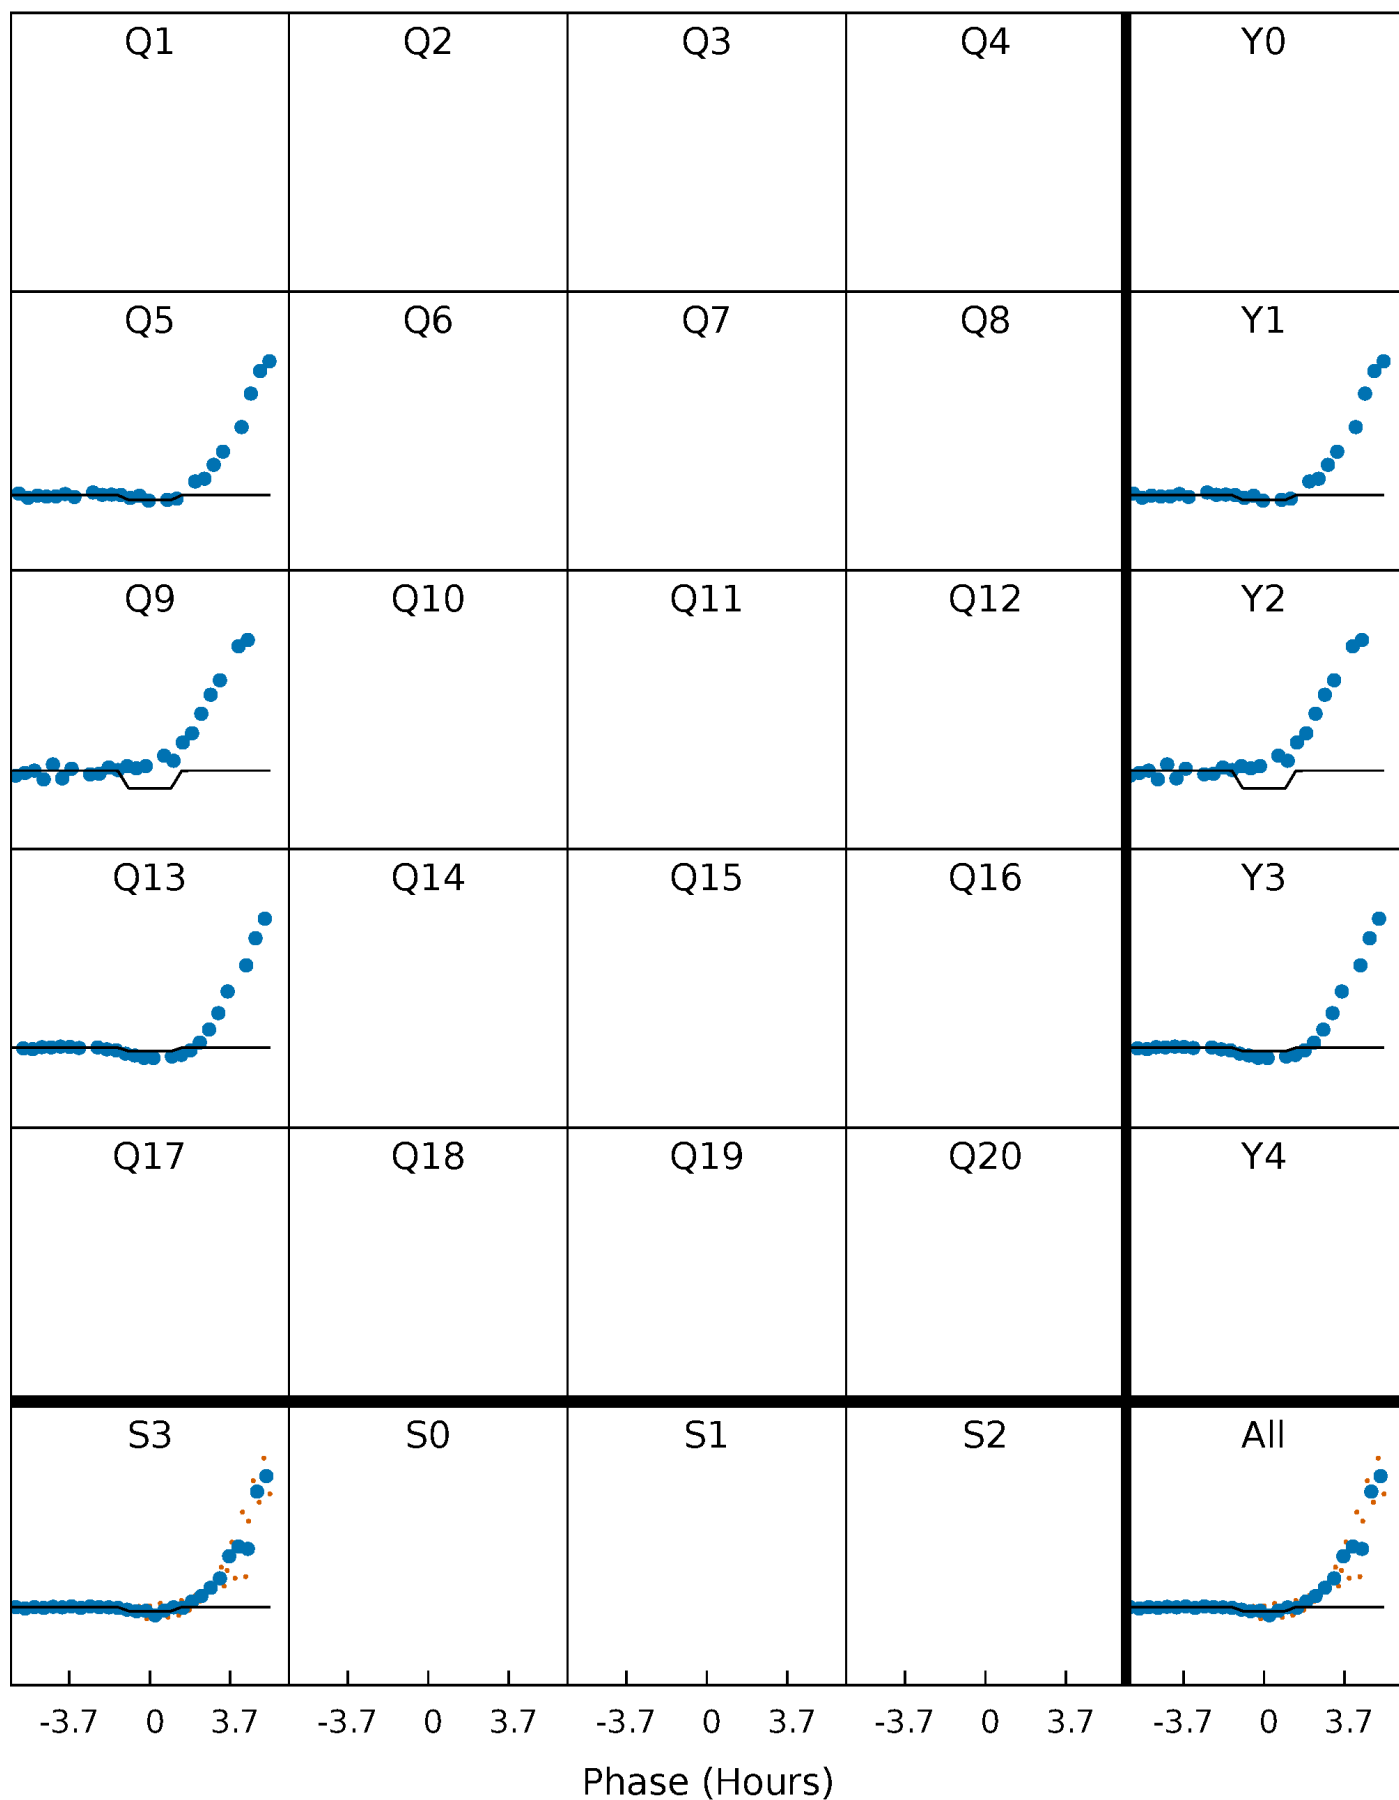 Q1 Q2 Q3 Q4 Y0
Q5 Q6 Q7 Q8 Y1
Q9 Q10 Q11 Q12 Y2
Q13 Q14 Q15 Q16 Y3
Q17 Q18 Q19 Q20 Y4
S3 S0 S1 S2 All
-3.7 0 3.7 -3.7 0 3.7 -3.7 0 3.7 -3.7 0 3.7 -3.7 0 3.7
Phase (Hours)